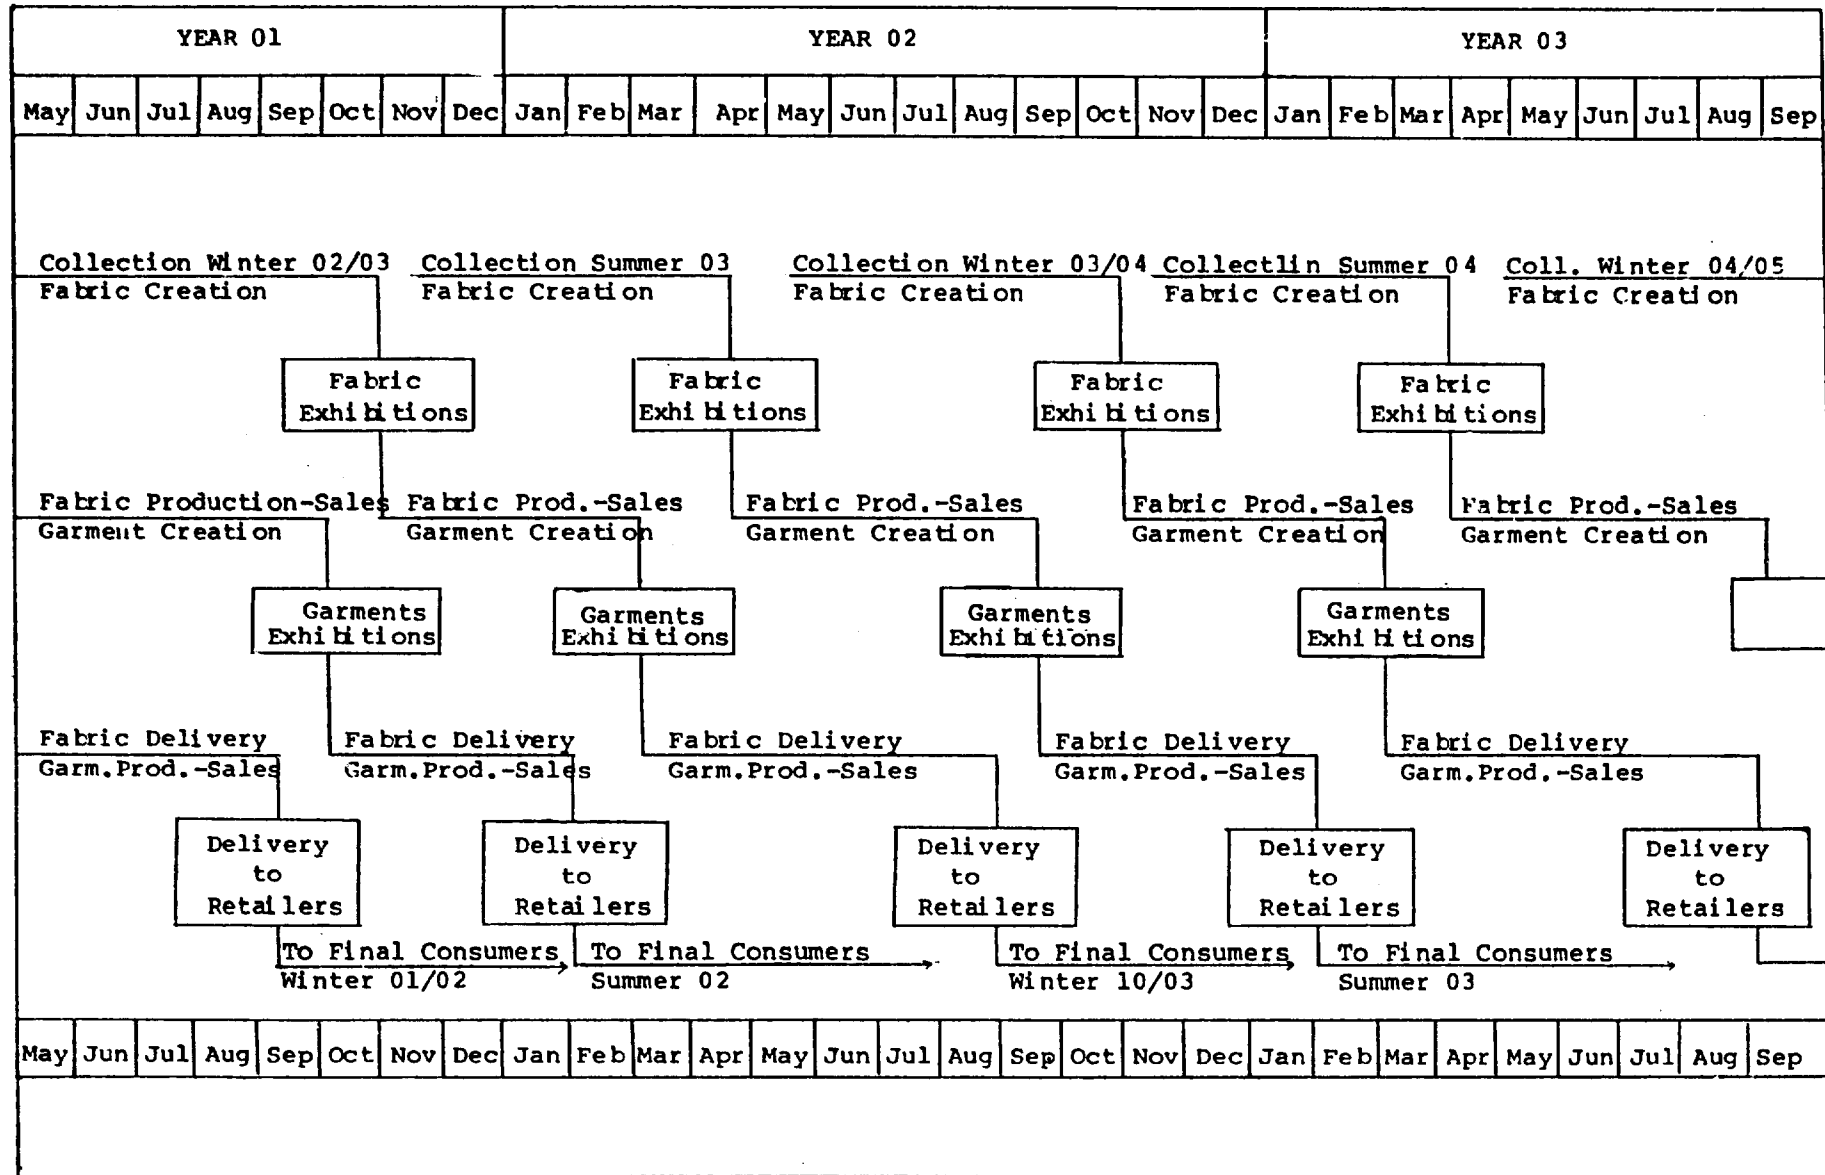 YEAR 01 YEAR 02 YEAR 03
May Jun Jul Aug Sep Oct Nov Dec Jan Feb Mar Apr May Jun Jul Aug Sep Oct Nov Dec Jan Feb Mar Apr May Jun Jul Aug Sep
Collection Winter 02/03 Collection Summer 03 Collection Winter 03/04 Collectlin Summer 04 Coll. Winter 04/05
Fabric Creation Fabric Creation Fabric Creation Fabric Creation Fabric Creation
Fabric Fabric Fabric Fabric
Exhibitions Exhibitions Exhibitions Exhibitions
Fabric Production-Sales Fabric Prod.-Sales Fabric Prod.-Sales Fabric Prod.-Sales Fabric Prod.-Sales
Garment Creation Garment Creation Garment Creation Garment Creation Garment Creation
Garments Garments Garments Garments
Exhibitions Exhibitions Exhibitions Exhibitions
Fabric Delivery Fabric Delivery Fabric Delivery Fabric Delivery Fabric Delivery
Garm.Prod.-Sales Garm.Prod.-Sales Garm.Prod.-Sales Garm.Prod.-Sales Garm.Prod.-Sales
Delivery Delivery Delivery Delivery Delivery
to to to to to
Retailers Retailers Retailers Retailers Retailers
To Final Consumers To Final Consumers To Final Consumers To Final Consumers
Winter 01/02 Summer 02 Winter 10/03 Summer 03
May Jun Jul Aug Sep Oct Nov Dec Jan Feb Mar Apr May Jun Jul Aug Sep Oct Nov Dec Jan Feb Mar Apr May Jun Jul Aug Sep